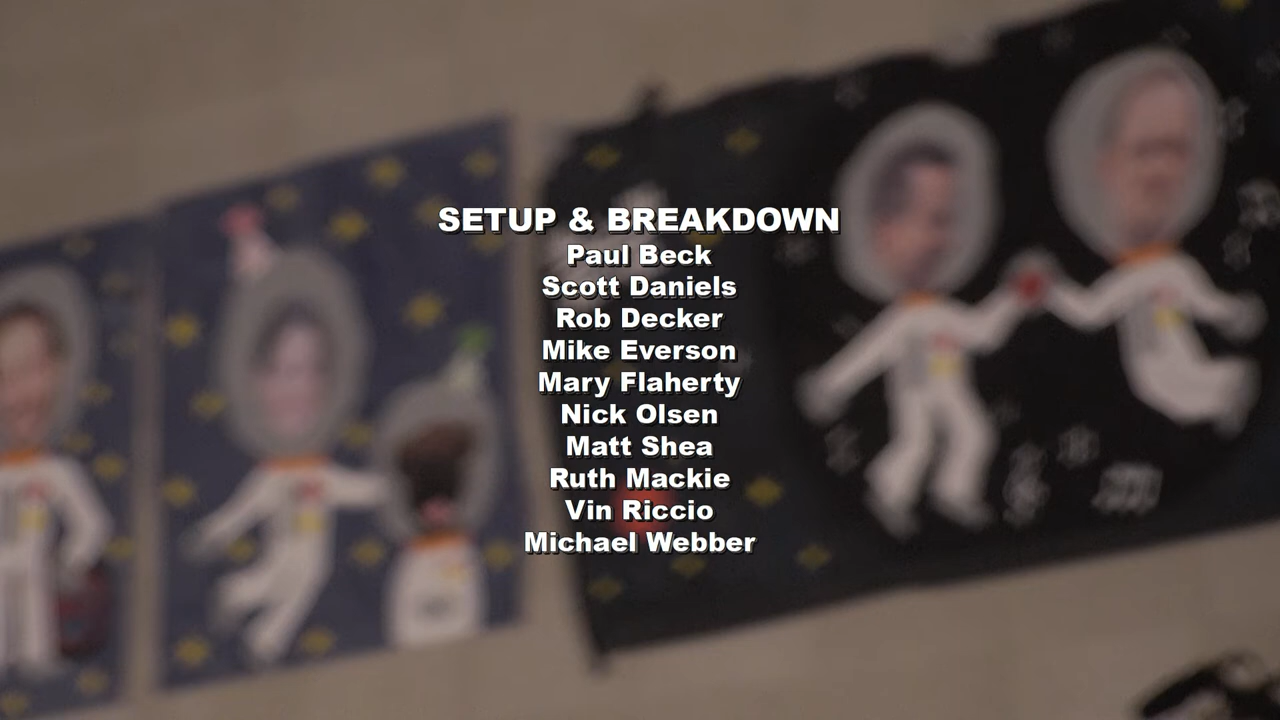 SETUP & BREAKDOWN
Paul Beck
Scott Daniels
Rob Decker
Mike Everson
Mary Flaherty
Nick Olsen
Matt Shea
Ruth Mackie
Vin Riccio
Michael Webber